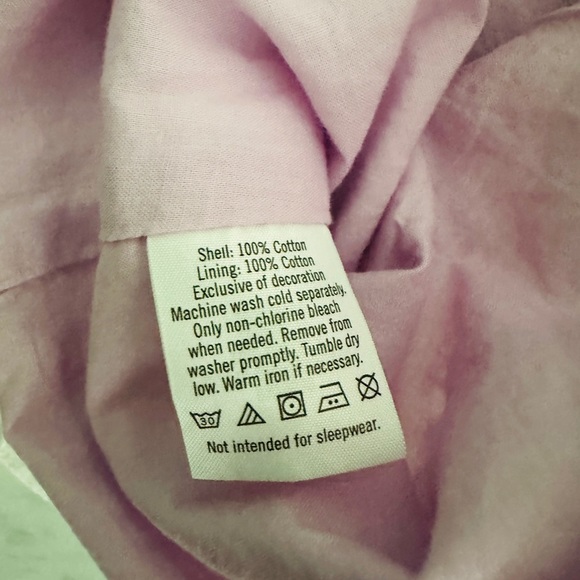 Shell: 100% Cotton
Lining: 100% Cotton
Exclusive of decoration
Machine wash cold separately.
Only non-chlorine bleach
when needed. Remove from
washer promptly. Tumble dry
low. Warm iron if necessary.
30
Not intended for sleepwear.